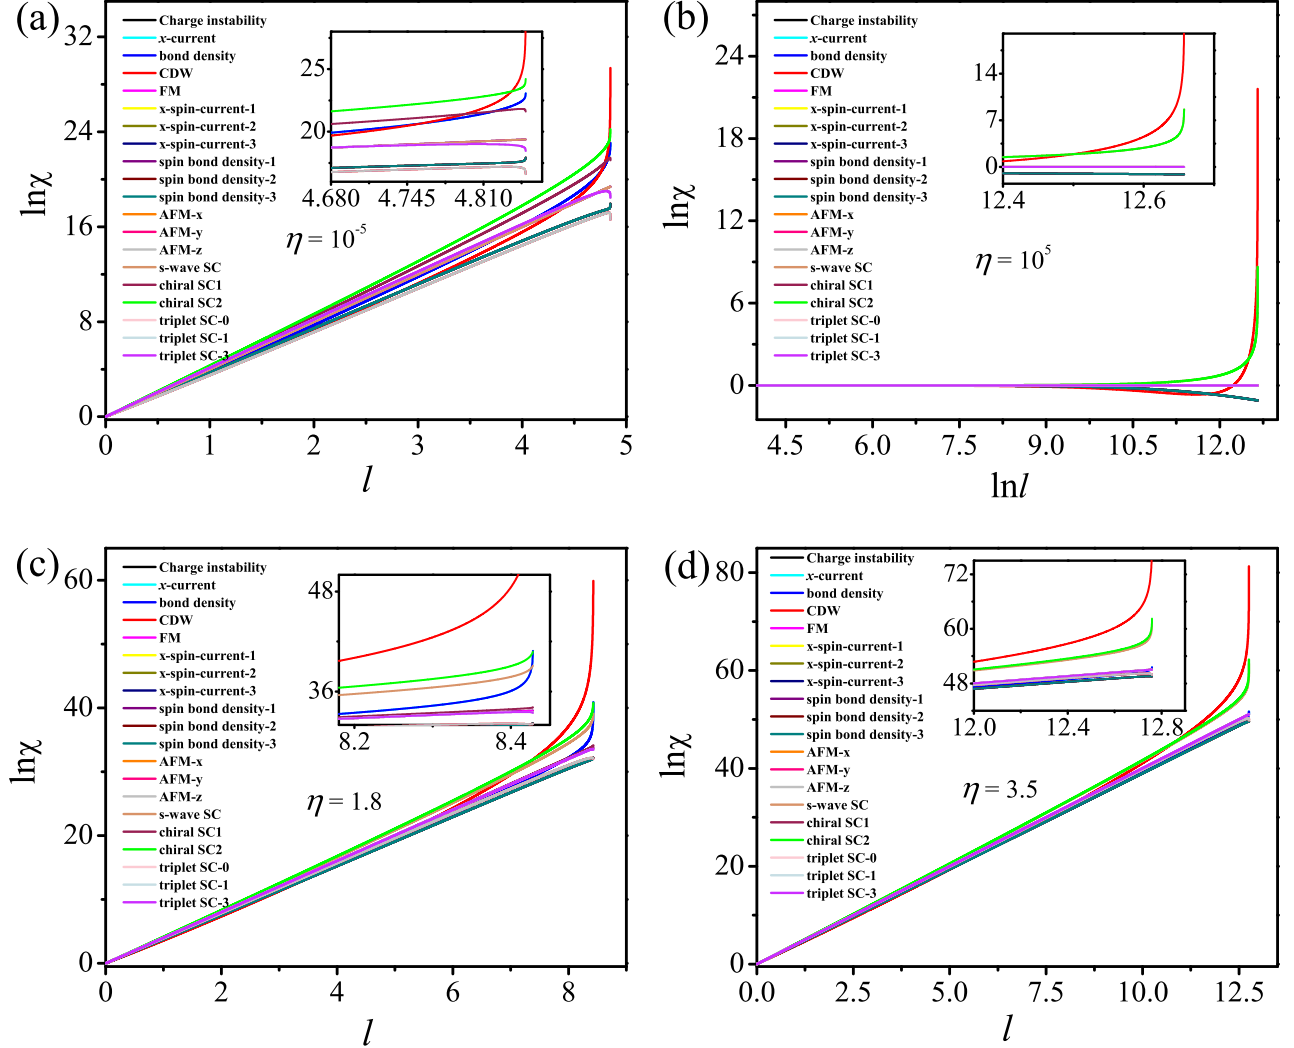 (a)
lnχ
32
24
16
8
0
Charge instability
x-current
bond density
CDW
FM
x-spin-current-1
x-spin-current-2
x-spin-current-3
spin bond density-1
spin bond density-2
spin bond density-3
AFM-x
AFM-y
AFM-z
s-wave SC
chiral SC1
chiral SC2
triplet SC-0
triplet SC-1
triplet SC-3
25
20
4.680 4.745 4.810
η = 10⁻⁵
0 1 2 3 4 5
l
(b)
lnχ
24
18
12
6
0
Charge instability
x-current
bond density
CDW
FM
x-spin-current-1
x-spin-current-2
x-spin-current-3
spin bond density-1
spin bond density-2
spin bond density-3
AFM-x
AFM-y
AFM-z
s-wave SC
chiral SC1
chiral SC2
triplet SC-0
triplet SC-1
triplet SC-3
14
7
0
12.4 12.6
η = 10⁵
4.5 6.0 7.5 9.0 10.5 12.0
lnl
(c)
lnχ
60
40
20
0
Charge instability
x-current
bond density
CDW
FM
x-spin-current-1
x-spin-current-2
x-spin-current-3
spin bond density-1
spin bond density-2
spin bond density-3
AFM-x
AFM-y
AFM-z
s-wave SC
chiral SC1
chiral SC2
triplet SC-0
triplet SC-1
triplet SC-3
48
36
8.2 8.4
η = 1.8
0 2 4 6 8
l
(d)
lnχ
80
60
40
20
0
Charge instability
x-current
bond density
CDW
FM
x-spin-current-1
x-spin-current-2
x-spin-current-3
spin bond density-1
spin bond density-2
spin bond density-3
AFM-x
AFM-y
AFM-z
s-wave SC
chiral SC1
chiral SC2
triplet SC-0
triplet SC-1
triplet SC-3
72
60
48
12.0 12.4 12.8
η = 3.5
0.0 2.5 5.0 7.5 10.0 12.5
l